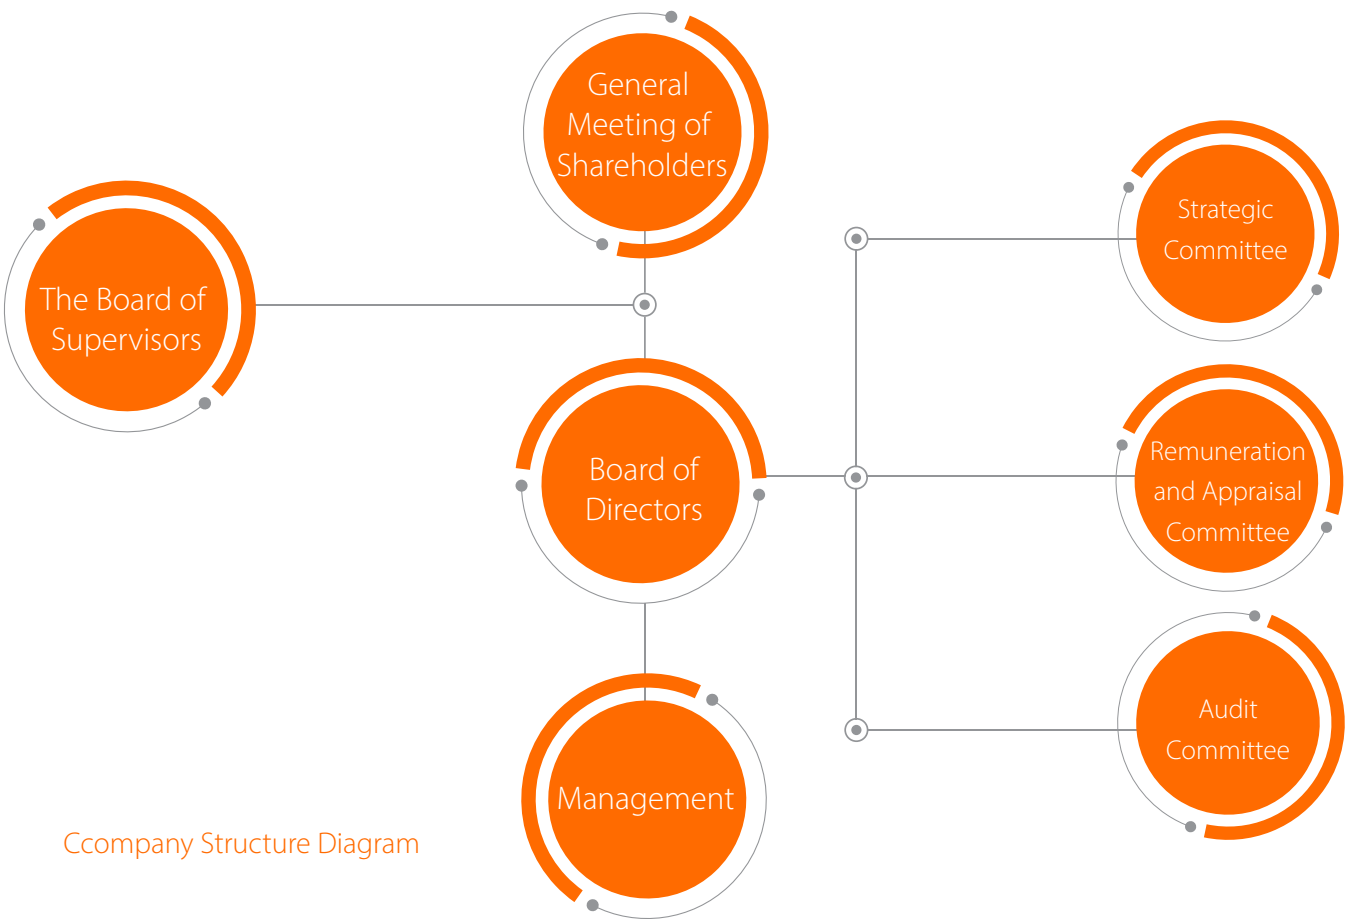 General
Meeting of
Shareholders
The Board of
Supervisors
Board of
Directors
Management
Strategic
Committee
Remuneration
and Appraisal
Committee
Audit
Committee
Ccompany Structure Diagram